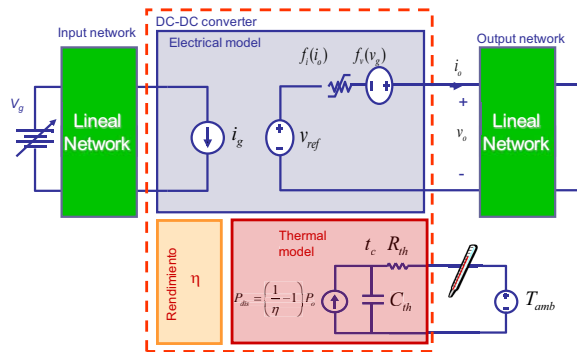 DC-DC converter
Input network
Electrical model
Output network
f_i(i_o)
f_v(v_g)
i_o
V_g
+
Lineal
Network
i_g
v_ref
v_o
Lineal
Network
-
Rendimiento
η
Thermal model
t_c R_th
P_dis = (1/η − 1) P_o
C_th
T_amb